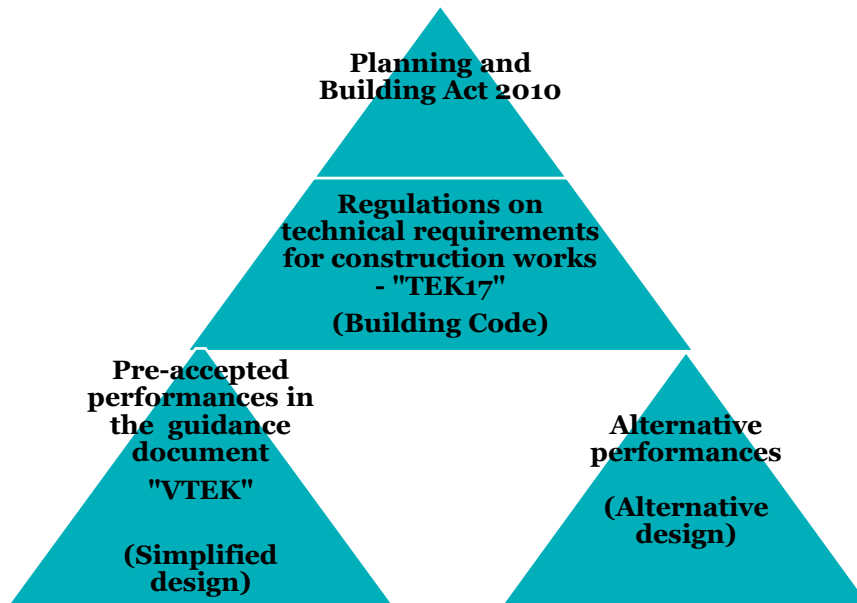 Planning and
Building Act 2010
Regulations on
technical requirements
for construction works
- "TEK17"
(Building Code)
Pre-accepted
performances in
the guidance
document
"VTEK"
(Simplified
design)
Alternative
performances
(Alternative
design)